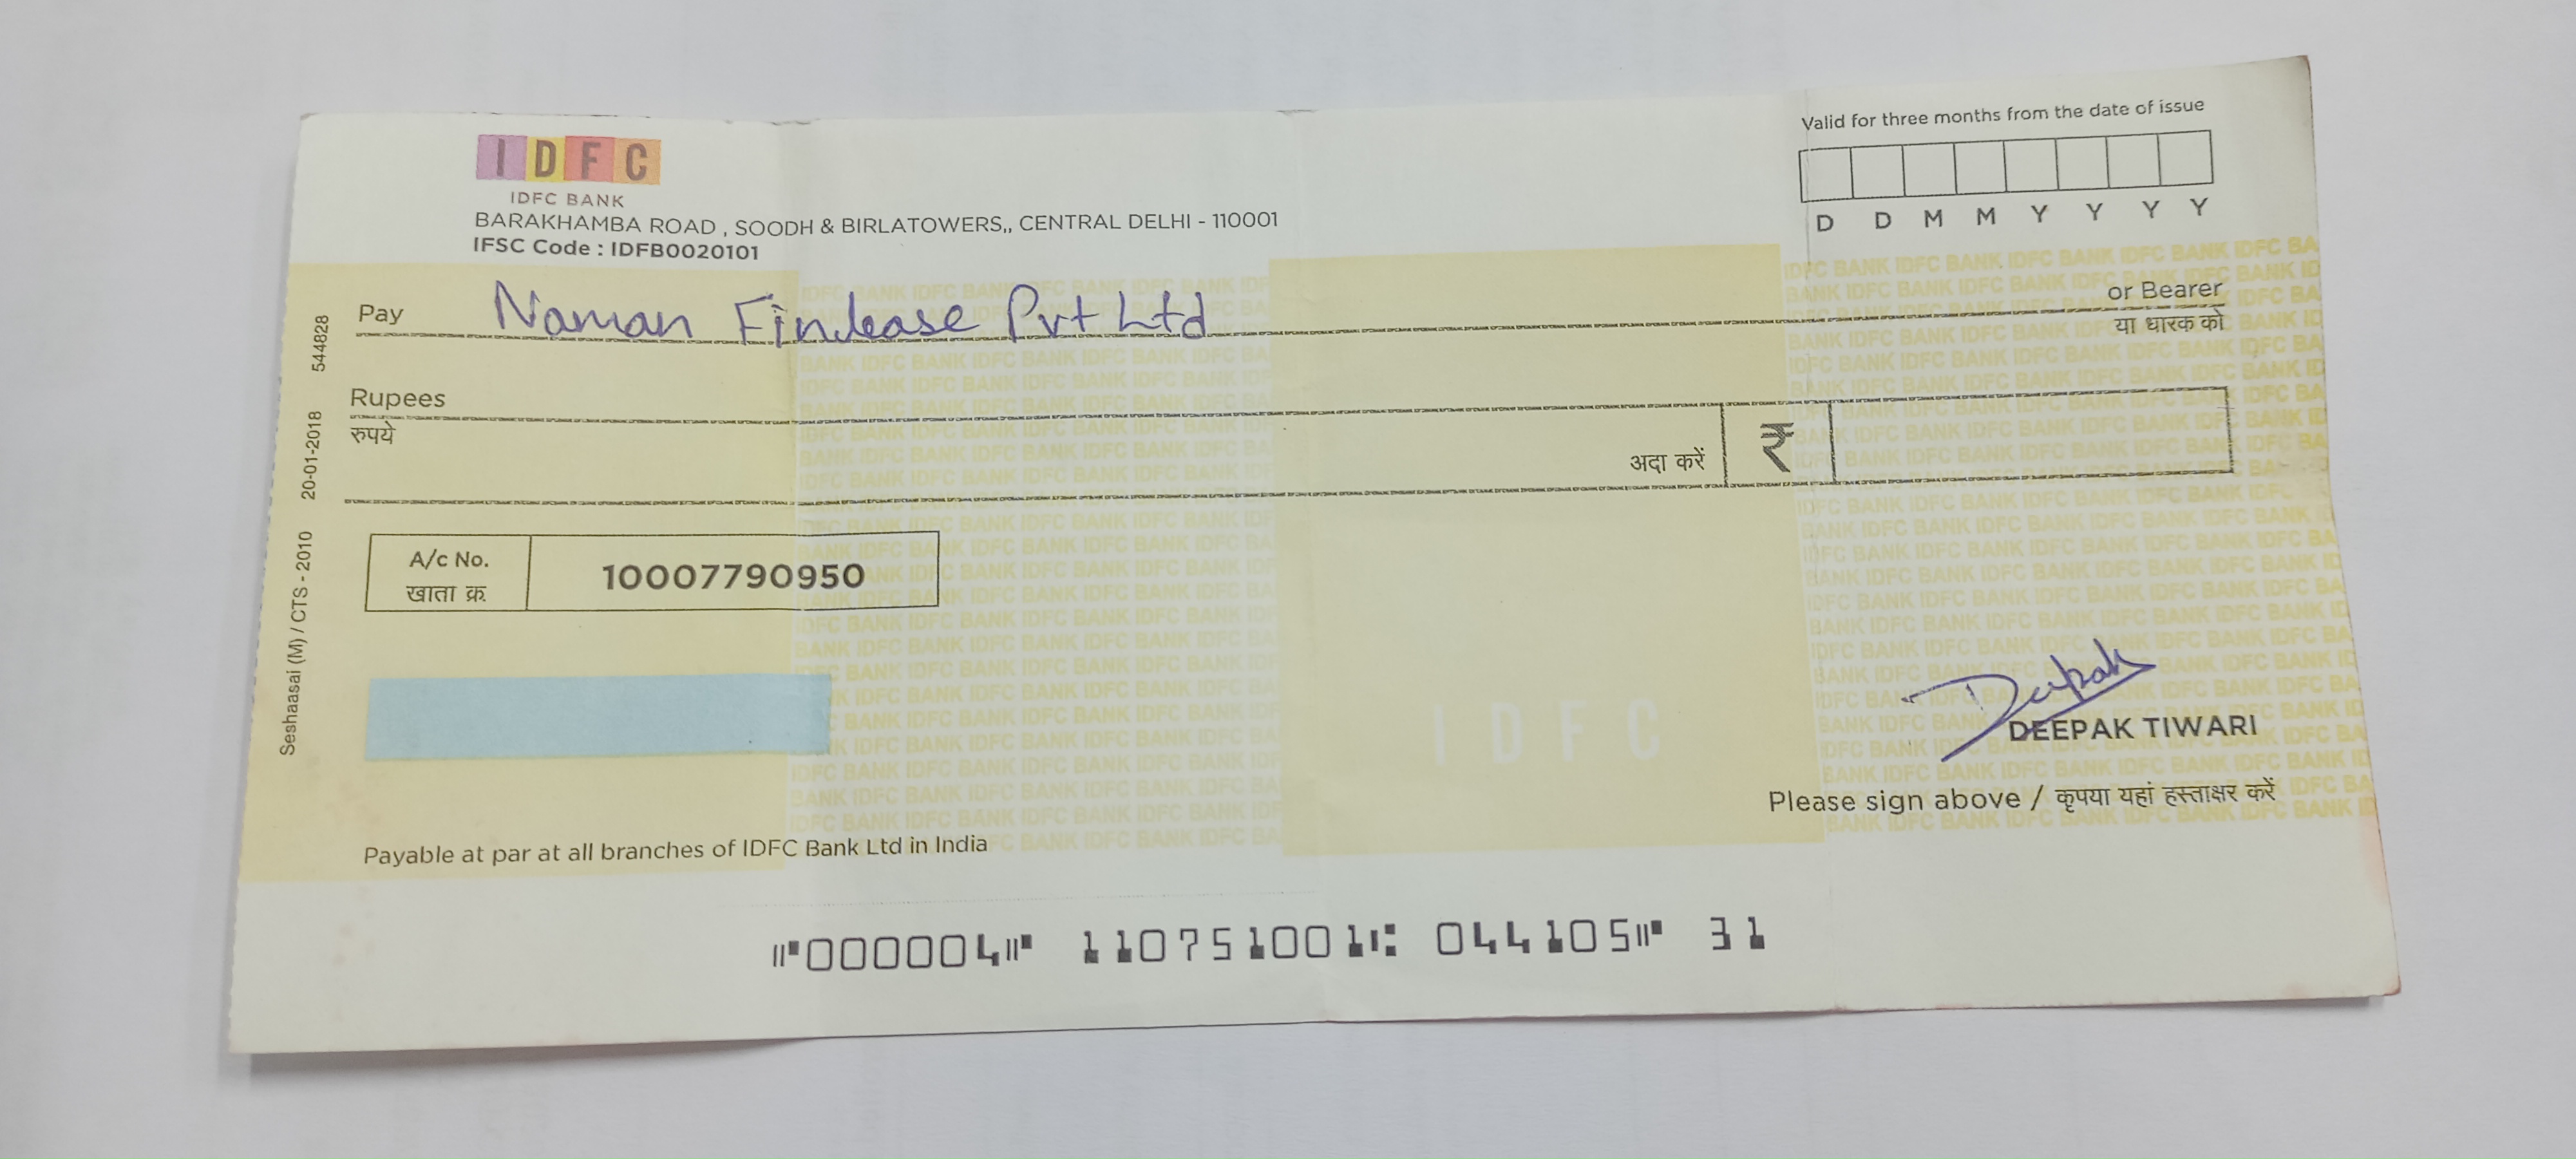 Valid for three months from the date of issue
IDFC
IDFC BANK
BARAKHAMBA ROAD , SOODH & BIRLATOWERS,, CENTRAL DELHI - 110001
IFSC Code : IDFB0020101
D D M M Y Y Y Y
Pay Naman Finlease Pvt Ltd or Bearer
या धारक को
Rupees
रुपये अदा करें ₹
A/c No. 10007790950
खाता क्र.
IDFC
Deepak
DEEPAK TIWARI
Please sign above / कृपया यहां हस्ताक्षर करें
Payable at par at all branches of IDFC Bank Ltd in India
⑈000004⑈ 110751001⑆ 044105⑈ 31
Seshaasai (M) / CTS - 2010 20-01-2018 544828